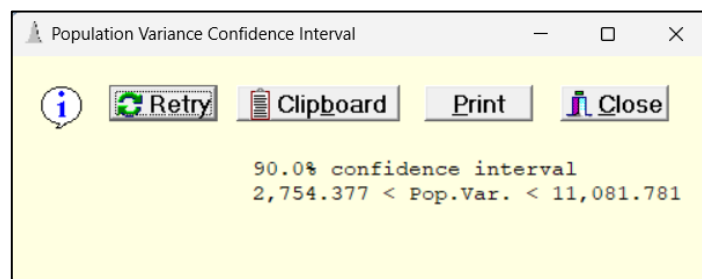 Population Variance Confidence Interval
Retry Clipboard Print Close
90.0% confidence interval
2,754.377 < Pop.Var. < 11,081.781